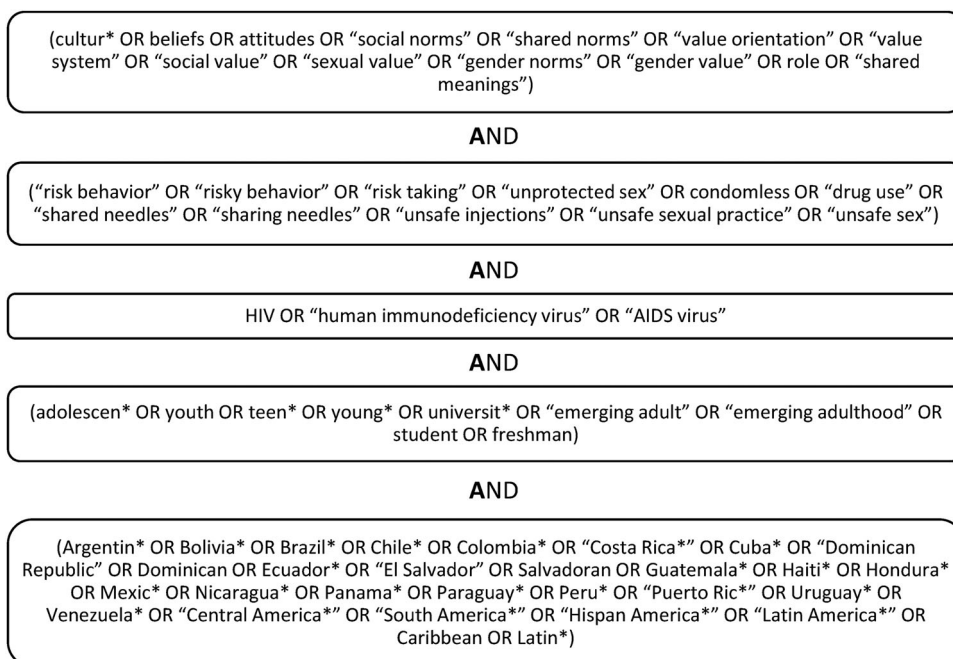 (cultur* OR beliefs OR attitudes OR “social norms” OR “shared norms” OR “value orientation” OR “value
system” OR “social value” OR “sexual value” OR “gender norms” OR “gender value” OR role OR “shared
meanings”)
AND
(“risk behavior” OR “risky behavior” OR “risk taking” OR “unprotected sex” OR condomless OR “drug use” OR
“shared needles” OR “sharing needles” OR “unsafe injections” OR “unsafe sexual practice” OR “unsafe sex”)
AND
HIV OR “human immunodeficiency virus” OR “AIDS virus”
AND
(adolescen* OR youth OR teen* OR young* OR universit* OR “emerging adult” OR “emerging adulthood” OR
student OR freshman)
AND
(Argentin* OR Bolivia* OR Brazil* OR Chile* OR Colombia* OR “Costa Rica*” OR Cuba* OR “Dominican
Republic” OR Dominican OR Ecuador* OR “El Salvador” OR Salvadoran OR Guatemala* OR Haiti* OR Hondura*
OR Mexic* OR Nicaragua* OR Panama* OR Paraguay* OR Peru* OR “Puerto Ric*” OR Uruguay* OR
Venezuela* OR “Central America*” OR “South America*” OR “Hispan America*” OR “Latin America*” OR
Caribbean OR Latin*)